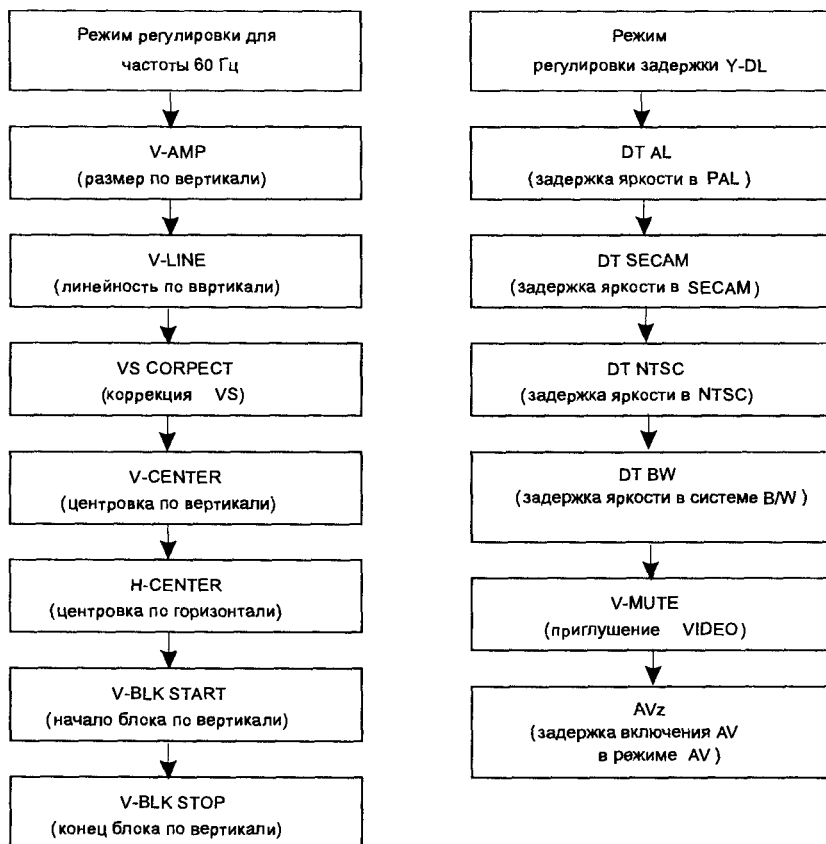 Режим регулировки для
частоты 60 Гц
V-AMP
(размер по вертикали)
V-LINE
(линейность по ввртикали)
VS CORPECT
(коррекция VS)
V-CENTER
(центровка по вертикали)
H-CENTER
(центровка по горизонтали)
V-BLK START
(начало блока по вертикали)
V-BLK STOP
(конец блока по вертикали)
Режим
регулировки задержки Y-DL
DT AL
(задержка яркости в PAL)
DT SECAM
(задержка яркости в SECAM)
DT NTSC
(задержка яркости в NTSC)
DT BW
(задержка яркости в системе B/W)
V-MUTE
(приглушение VIDEO)
AVz
(задержка включения AV
в режиме AV)